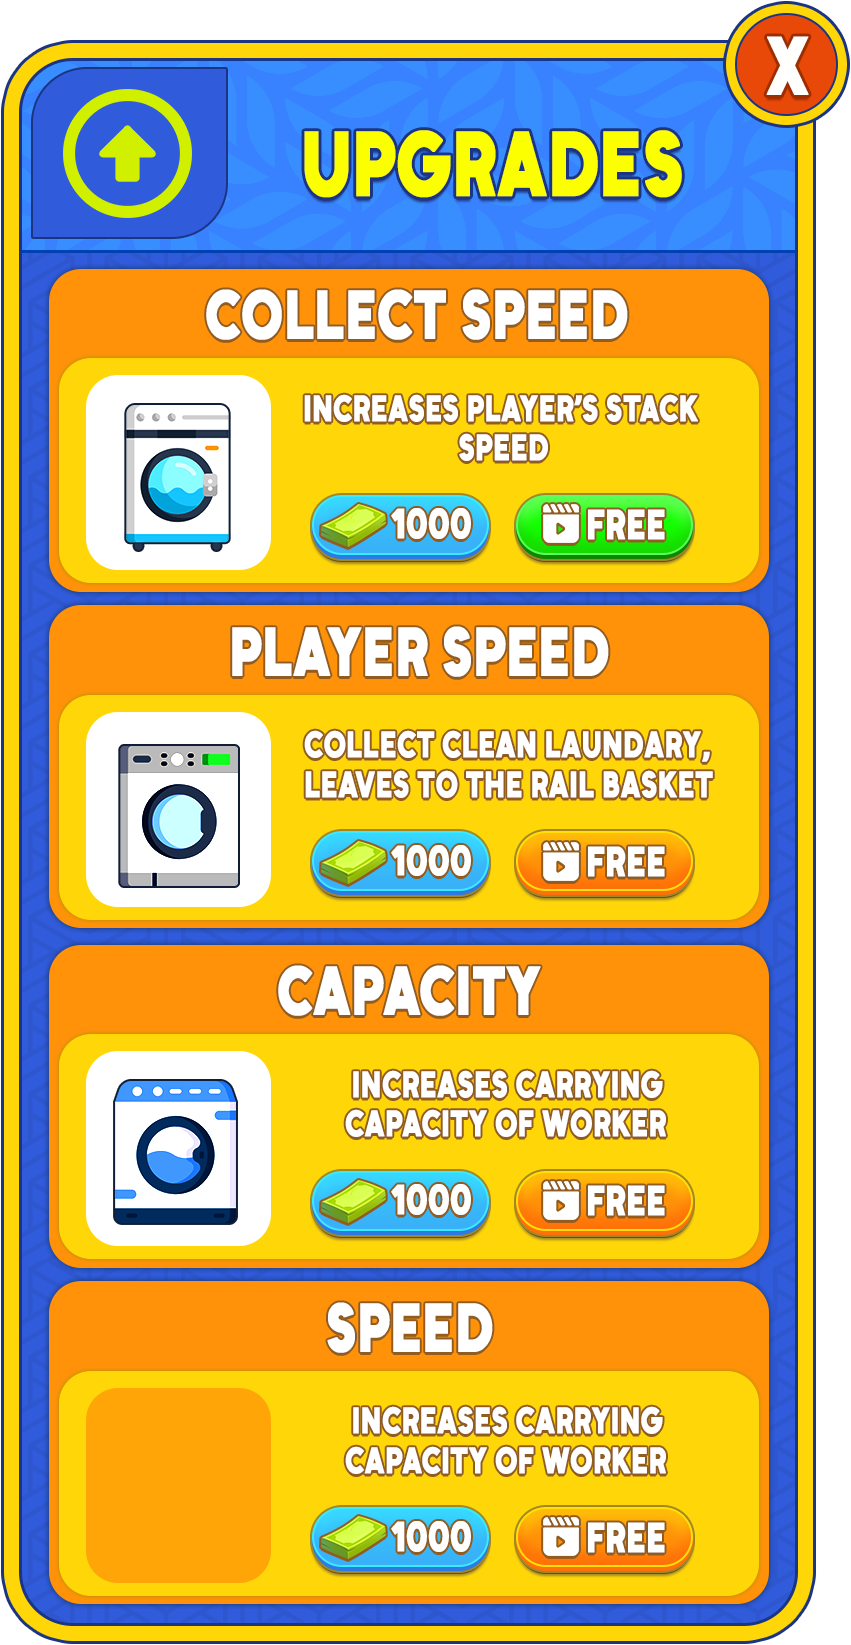 X
UPGRADES
COLLECT SPEED
INCREASES PLAYER'S STACK
SPEED
1000 FREE
PLAYER SPEED
COLLECT CLEAN LAUNDARY,
LEAVES TO THE RAIL BASKET
1000 FREE
CAPACITY
INCREASES CARRYING
CAPACITY OF WORKER
1000 FREE
SPEED
INCREASES CARRYING
CAPACITY OF WORKER
1000 FREE